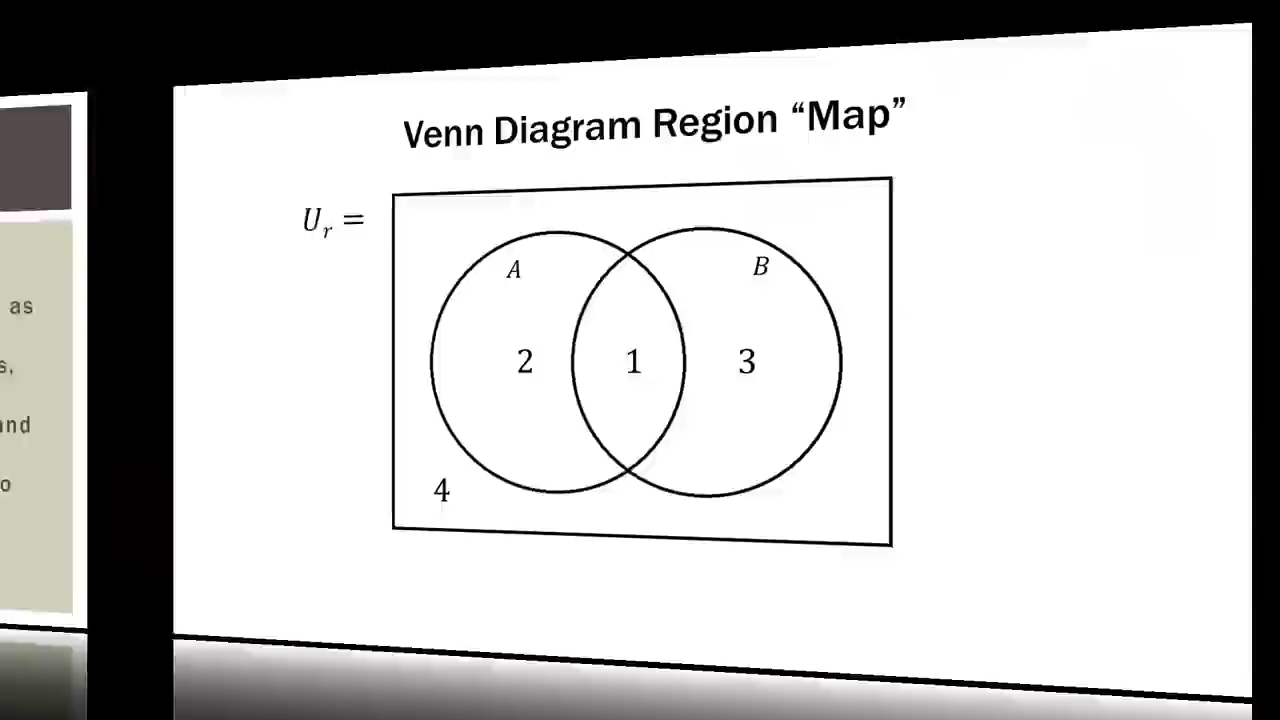 Venn Diagram Region “Map”
U_r =
A
B
2
1
3
4
as
s,
and
o